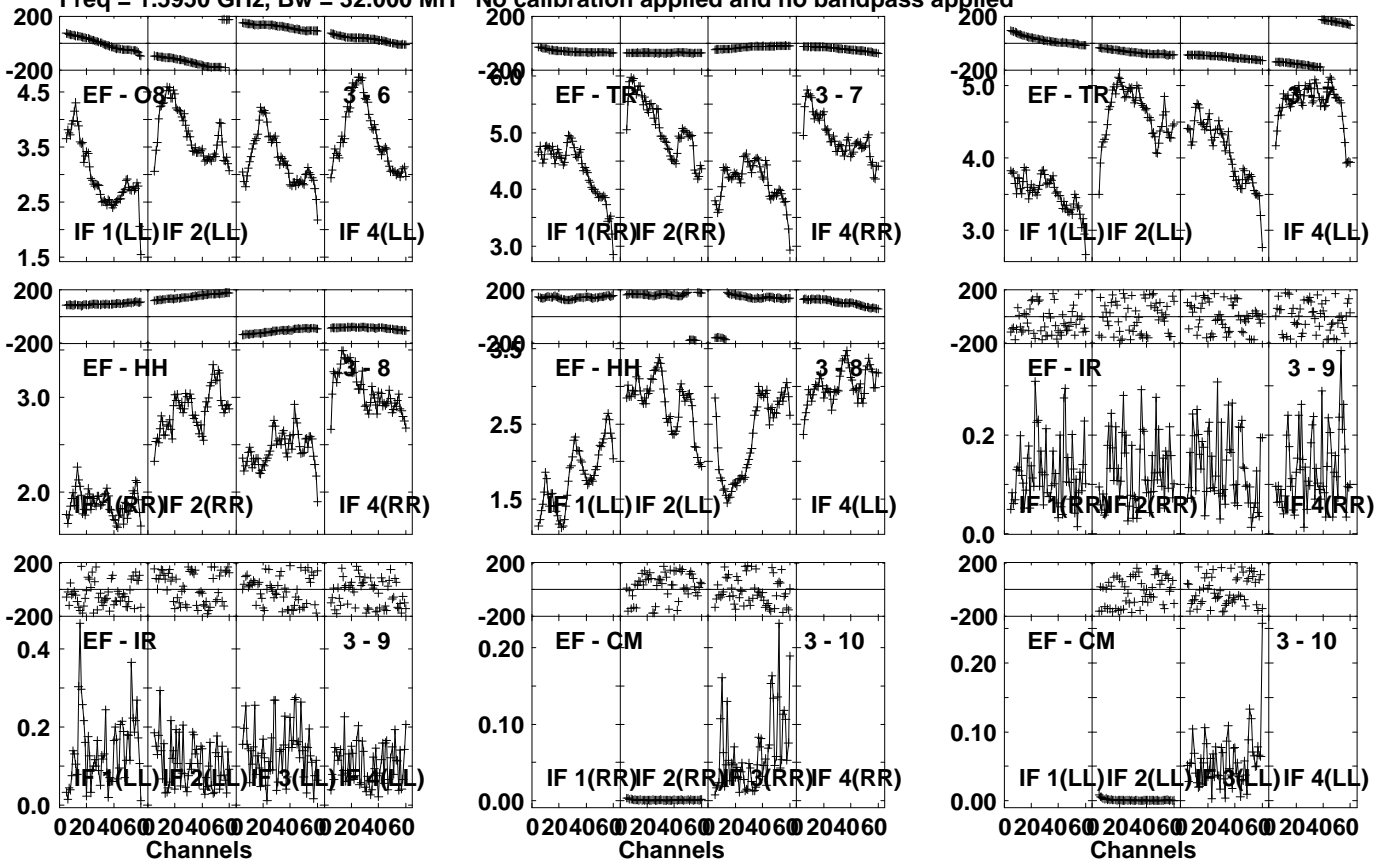 Freq = 1.5950 GHz, Bw = 32.000 MH No calibration applied and no bandpass applied
200
-200
EF - O8 3 - 6
4.5
3.5
2.5
1.5
IF 1(LL) IF 2(LL) IF 4(LL)
200
-200
6.0
EF - TR 3 - 7
5.0
4.0
3.0
IF 1(RR) IF 2(RR) IF 4(RR)
200
-200
EF - TR 3 - 7
5.0
4.0
3.0
IF 1(LL) IF 2(LL) IF 4(LL)
200
-200
EF - HH 3 - 8
3.0
2.0
IF 1(RR) IF 2(RR) IF 4(RR)
200
-200
3.5
EF - HH 3 - 8
2.5
1.5
IF 1(LL) IF 2(LL) IF 4(LL)
200
-200
EF - IR 3 - 9
0.2
0.0
IF 1(RR) IF 2(RR) IF 4(RR)
200
-200
EF - IR 3 - 9
0.4
0.2
0.0
IF 1(LL) IF 2(LL) IF 3(LL) IF 4(LL)
0 20 40 60 0 20 40 60 0 20 40 60 0 20 40 60
Channels
200
-200
EF - CM 3 - 10
0.20
0.10
0.00
IF 1(RR) IF 2(RR) IF 3(RR) IF 4(RR)
0 20 40 60 0 20 40 60 0 20 40 60 0 20 40 60
Channels
200
-200
EF - CM 3 - 10
0.20
0.10
0.00
IF 1(LL) IF 2(LL) IF 3(LL) IF 4(LL)
0 20 40 60 0 20 40 60 0 20 40 60 0 20 40 60
Channels